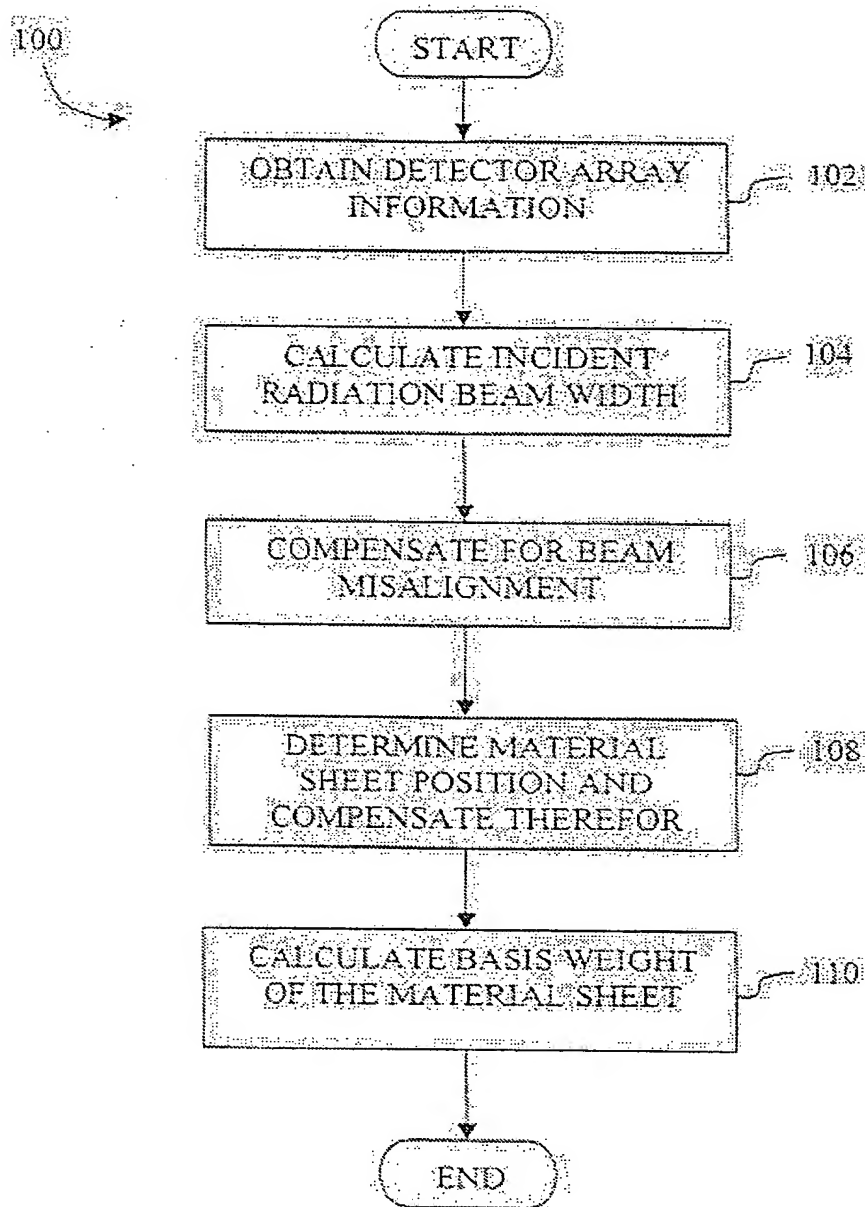 100
START
OBTAIN DETECTOR ARRAY
INFORMATION
102
CALCULATE INCIDENT
RADIATION BEAM WIDTH
104
COMPENSATE FOR BEAM
MISALIGNMENT
106
DETERMINE MATERIAL
SHEET POSITION AND
COMPENSATE THEREFOR
108
CALCULATE BASIS WEIGHT
OF THE MATERIAL SHEET
110
END